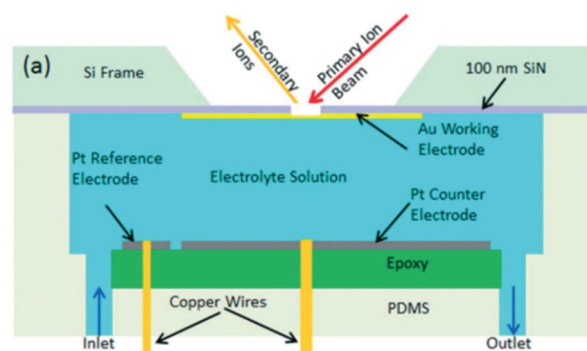 (a)
Secondary
Ions
Primary Ion
Beam
Si Frame
100 nm SiN
Au Working
Electrode
Pt Reference
Electrode
Electrolyte Solution
Pt Counter
Electrode
Epoxy
Copper Wires
PDMS
Inlet
Outlet